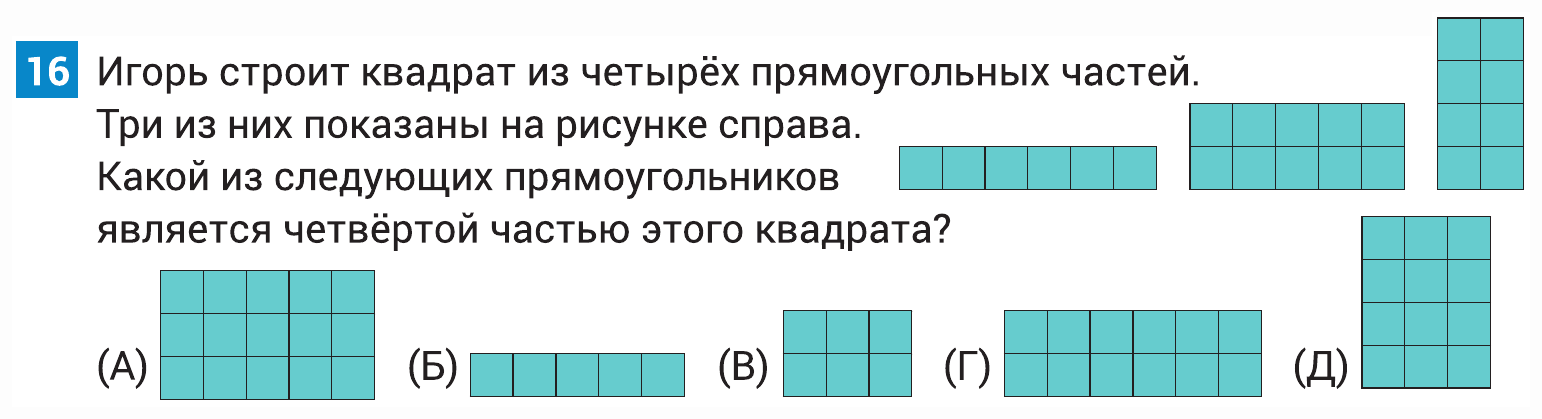 16 Игорь строит квадрат из четырёх прямоугольных частей.
Три из них показаны на рисунке справа.
Какой из следующих прямоугольников
является четвёртой частью этого квадрата?
(А) (Б) (В) (Г) (Д)